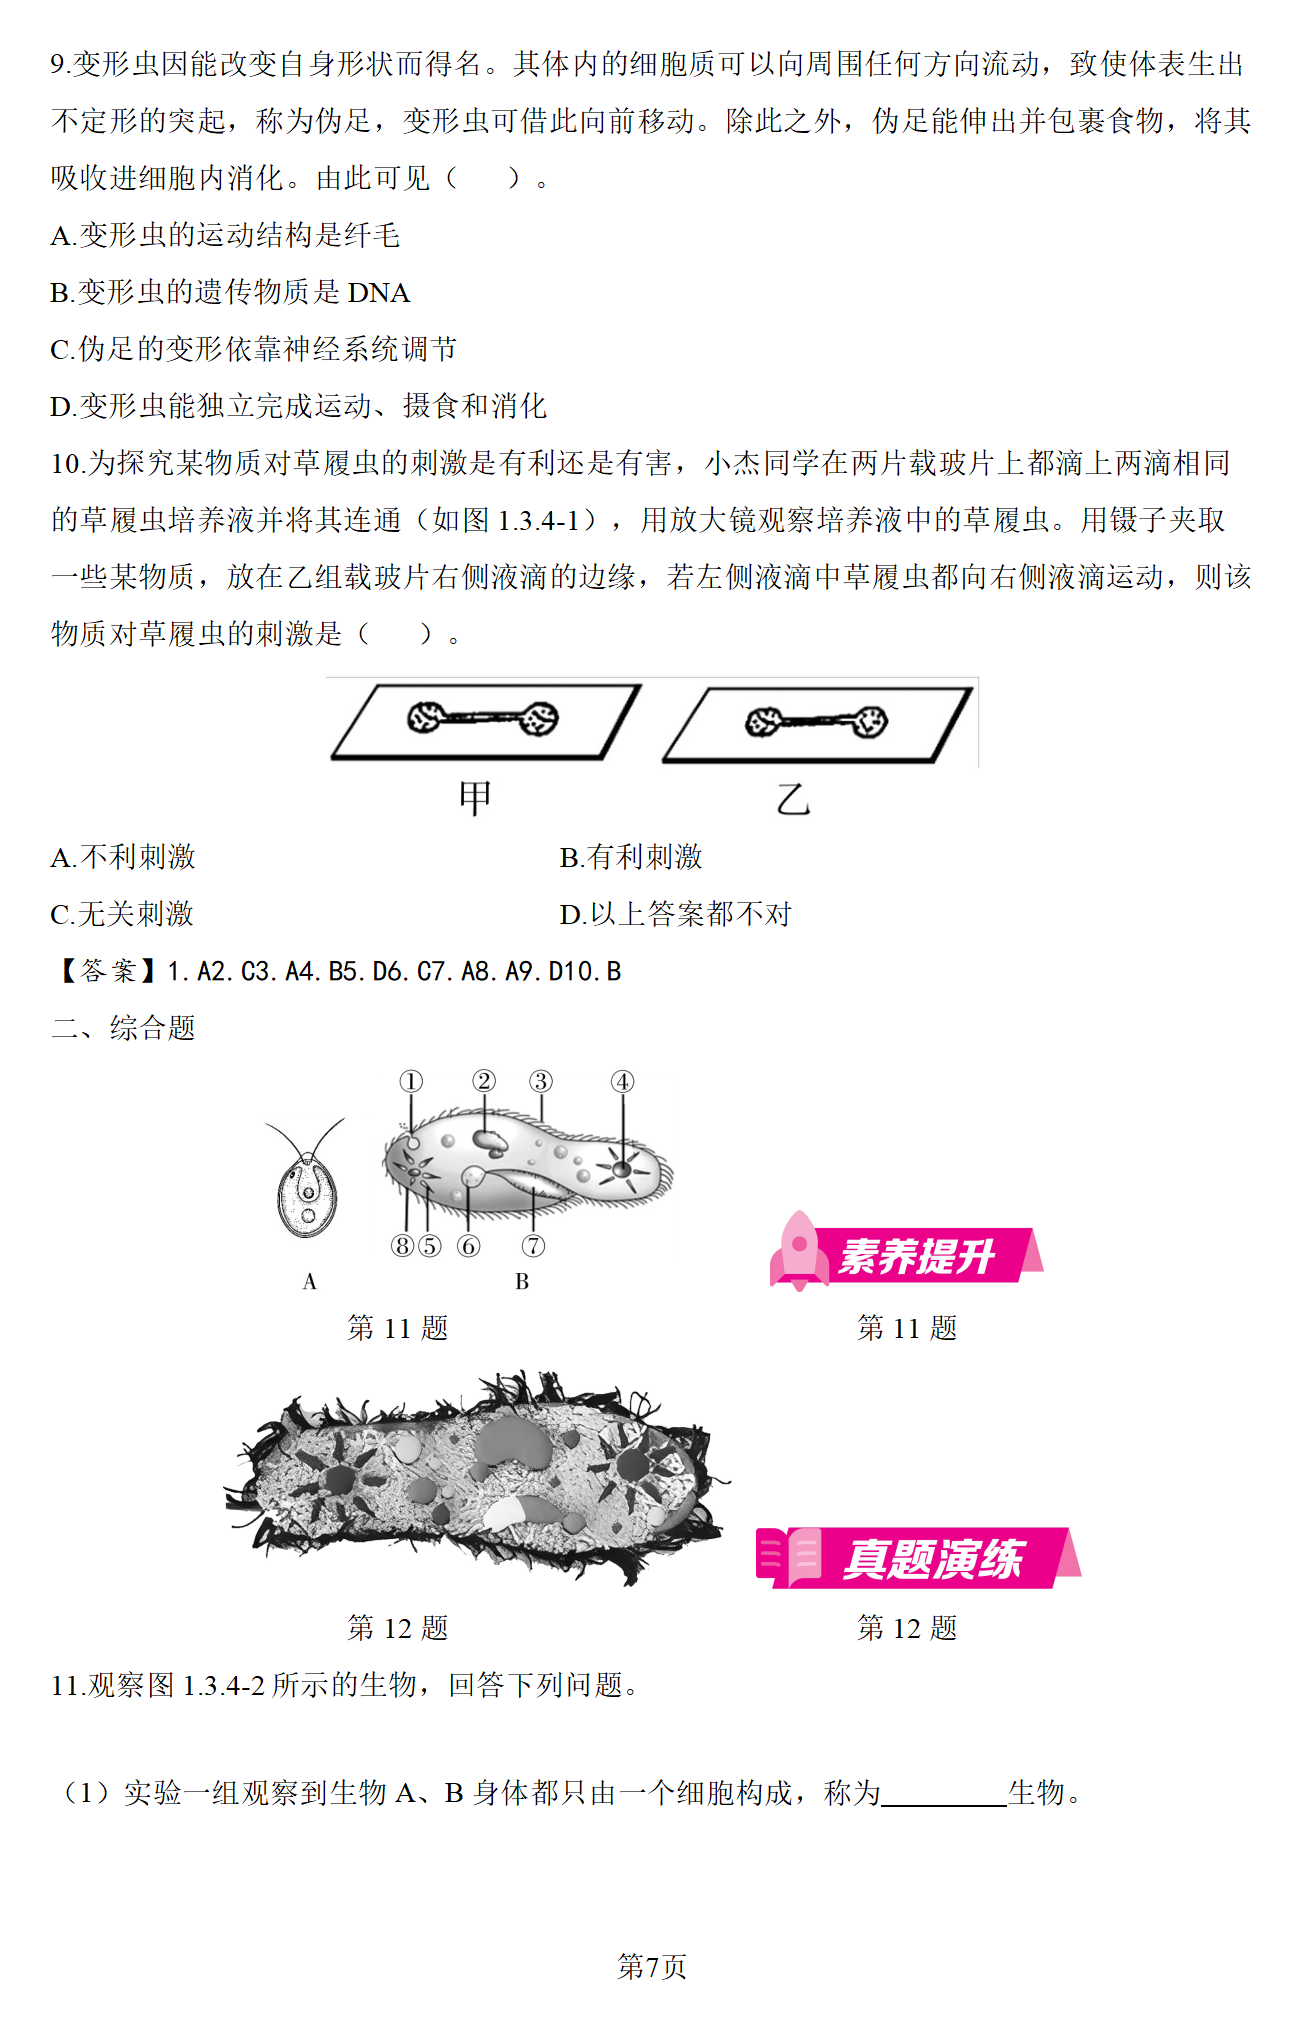 9.变形虫因能改变自身形状而得名。其体内的细胞质可以向周围任何方向流动，致使体表生出
不定形的突起，称为伪足，变形虫可借此向前移动。除此之外，伪足能伸出并包裹食物，将其
吸收进细胞内消化。由此可见（　　）。
A.变形虫的运动结构是纤毛
B.变形虫的遗传物质是 DNA
C.伪足的变形依靠神经系统调节
D.变形虫能独立完成运动、摄食和消化
10.为探究某物质对草履虫的刺激是有利还是有害，小杰同学在两片载玻片上都滴上两滴相同
的草履虫培养液并将其连通（如图 1.3.4-1），用放大镜观察培养液中的草履虫。用镊子夹取
一些某物质，放在乙组载玻片右侧液滴的边缘，若左侧液滴中草履虫都向右侧液滴运动，则该
物质对草履虫的刺激是（　　）。
甲 乙
A.不利刺激 B.有利刺激
C.无关刺激 D.以上答案都不对
【答案】1.A2.C3.A4.B5.D6.C7.A8.A9.D10.B
二、综合题
① ② ③ ④
⑧ ⑤ ⑥ ⑦
A B
素养提升
第 11 题 第 11 题
真题演练
第 12 题 第 12 题
11.观察图 1.3.4-2 所示的生物，回答下列问题。
（1）实验一组观察到生物 A、B 身体都只由一个细胞构成，称为________生物。
第7页